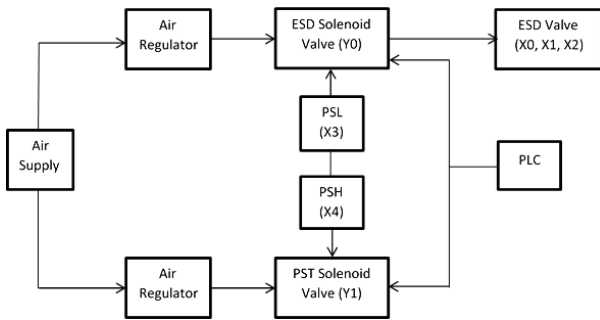 Air
Regulator
ESD Solenoid
Valve (Y0)
ESD Valve
(X0, X1, X2)
PSL
(X3)
Air
Supply
PLC
PSH
(X4)
Air
Regulator
PST Solenoid
Valve (Y1)